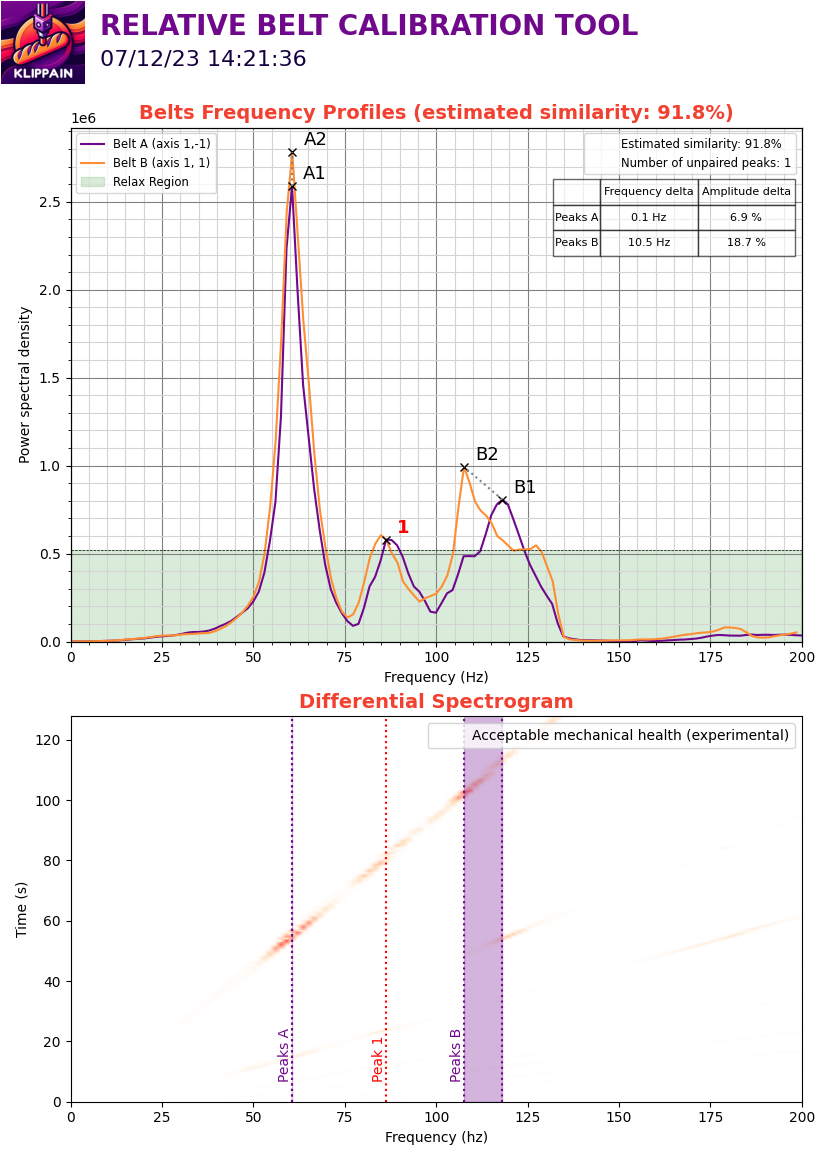 KLIPPAIN
RELATIVE BELT CALIBRATION TOOL
07/12/23 14:21:36
Belts Frequency Profiles (estimated similarity: 91.8%)
1e6
Belt A (axis 1,-1)
Belt B (axis 1, 1)
Relax Region
A2
A1
Estimated similarity: 91.8%
Number of unpaired peaks: 1
Frequency delta Amplitude delta
Peaks A 0.1 Hz 6.9 %
Peaks B 10.5 Hz 18.7 %
B2
B1
1
Power spectral density
2.5
2.0
1.5
1.0
0.5
0.0
0 25 50 75 100 125 150 175 200
Frequency (Hz)
Differential Spectrogram
Acceptable mechanical health (experimental)
Time (s)
120
100
80
60
40
20
0
Peaks A
Peak 1
Peaks B
0 25 50 75 100 125 150 175 200
Frequency (hz)